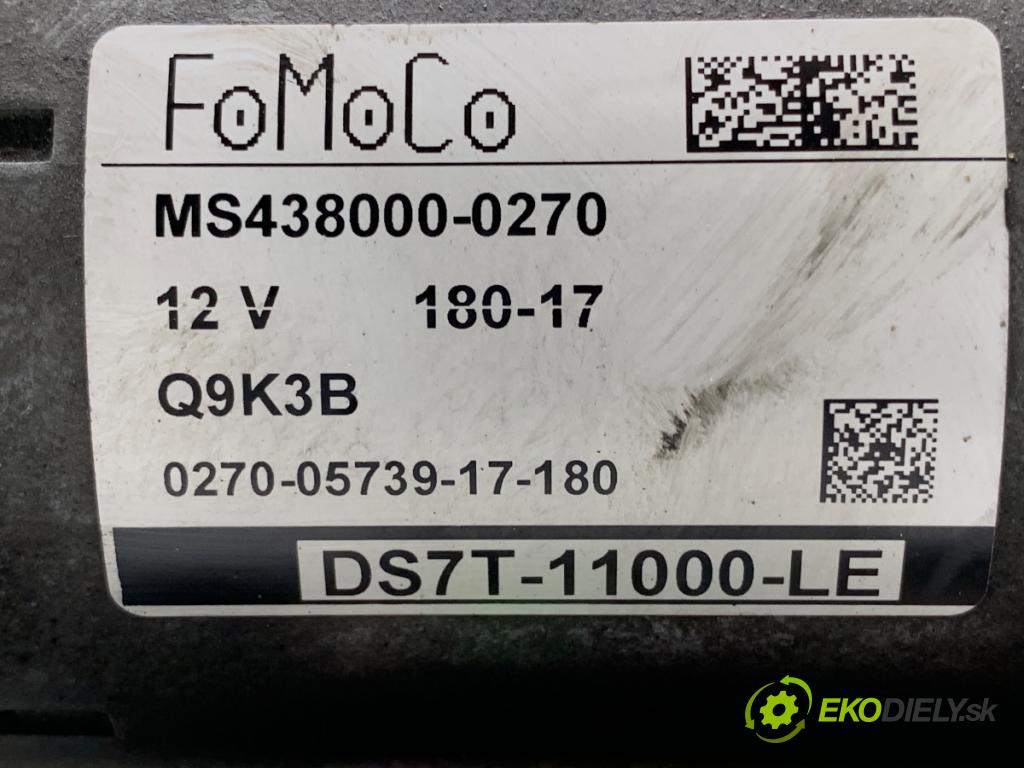 FoMoCo
MS438000-0270
12 V 180-17
Q9K3B
0270-05739-17-180
DS7T-11000-LE
EKODIELY.sk